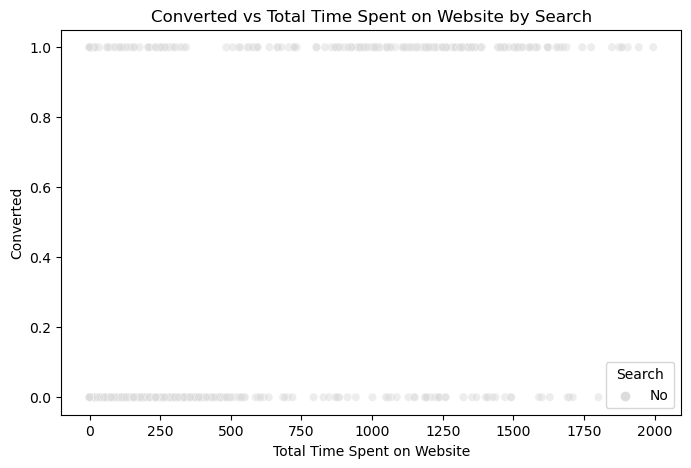 Converted vs Total Time Spent on Website by Search
1.0
0.8
0.6
0.4
0.2
0.0
Converted
0 250 500 750 1000 1250 1500 1750 2000
Total Time Spent on Website
Search
No